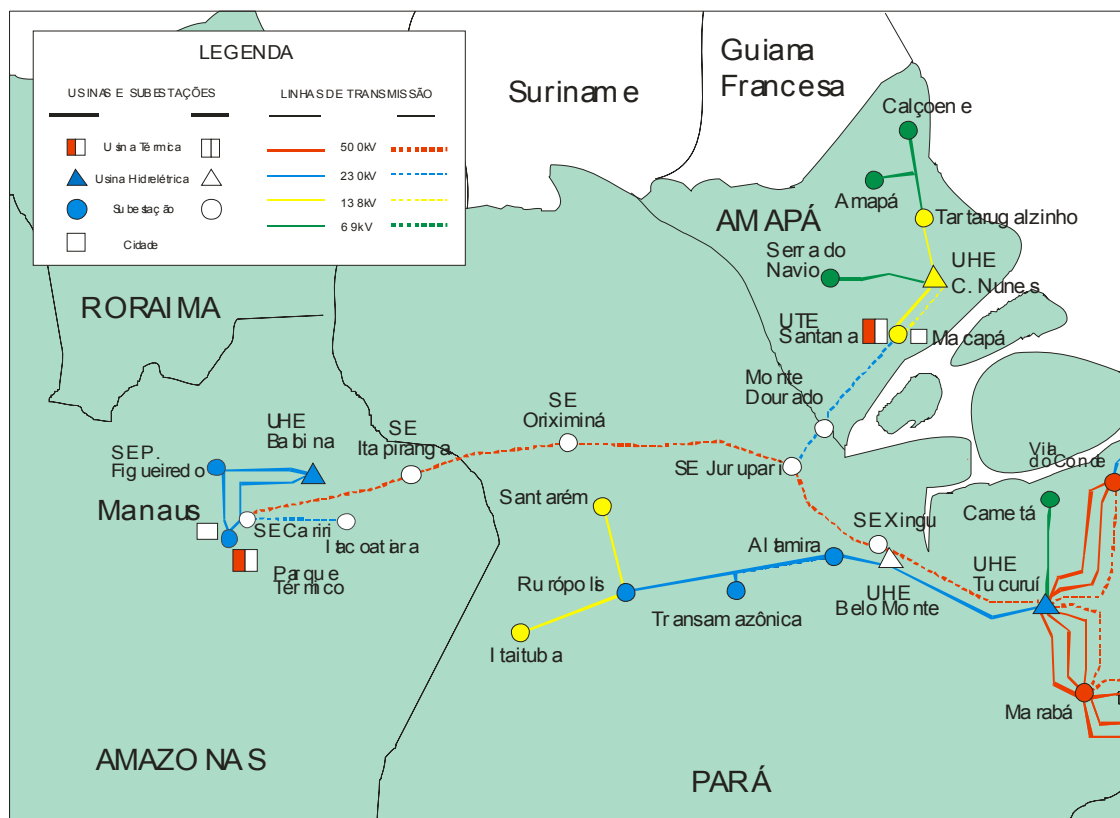 LEGENDA
USINAS E SUBESTAÇÕES
LINHAS DE TRANSMISSÃO
Usina Térmica
500kV
Usina Hidrelétrica
230kV
Subestação
138kV
69kV
Cidade
Suriname
Guiana
Francesa
Calçoene
Amapá
AMAPÁ
Tartarugalzinho
Serra do
Navio
UHE
C. Nunes
UTE
Santana
Macapá
RORAIMA
Monte
Dourado
SE
Oriximiná
SE
Itapiranga
UHE
Balbina
SE P.
Figueiredo
SE Jurupari
Vila
do Conde
Santarém
Manaus
SE Cariri
Itacoatiara
Parque
Térmico
SE Xingu
Cametá
Altamira
UHE
Tucuruí
Rurópolis
UHE
Belo Monte
Transamazônica
Itaituba
Marabá
AMAZONAS
PARÁ